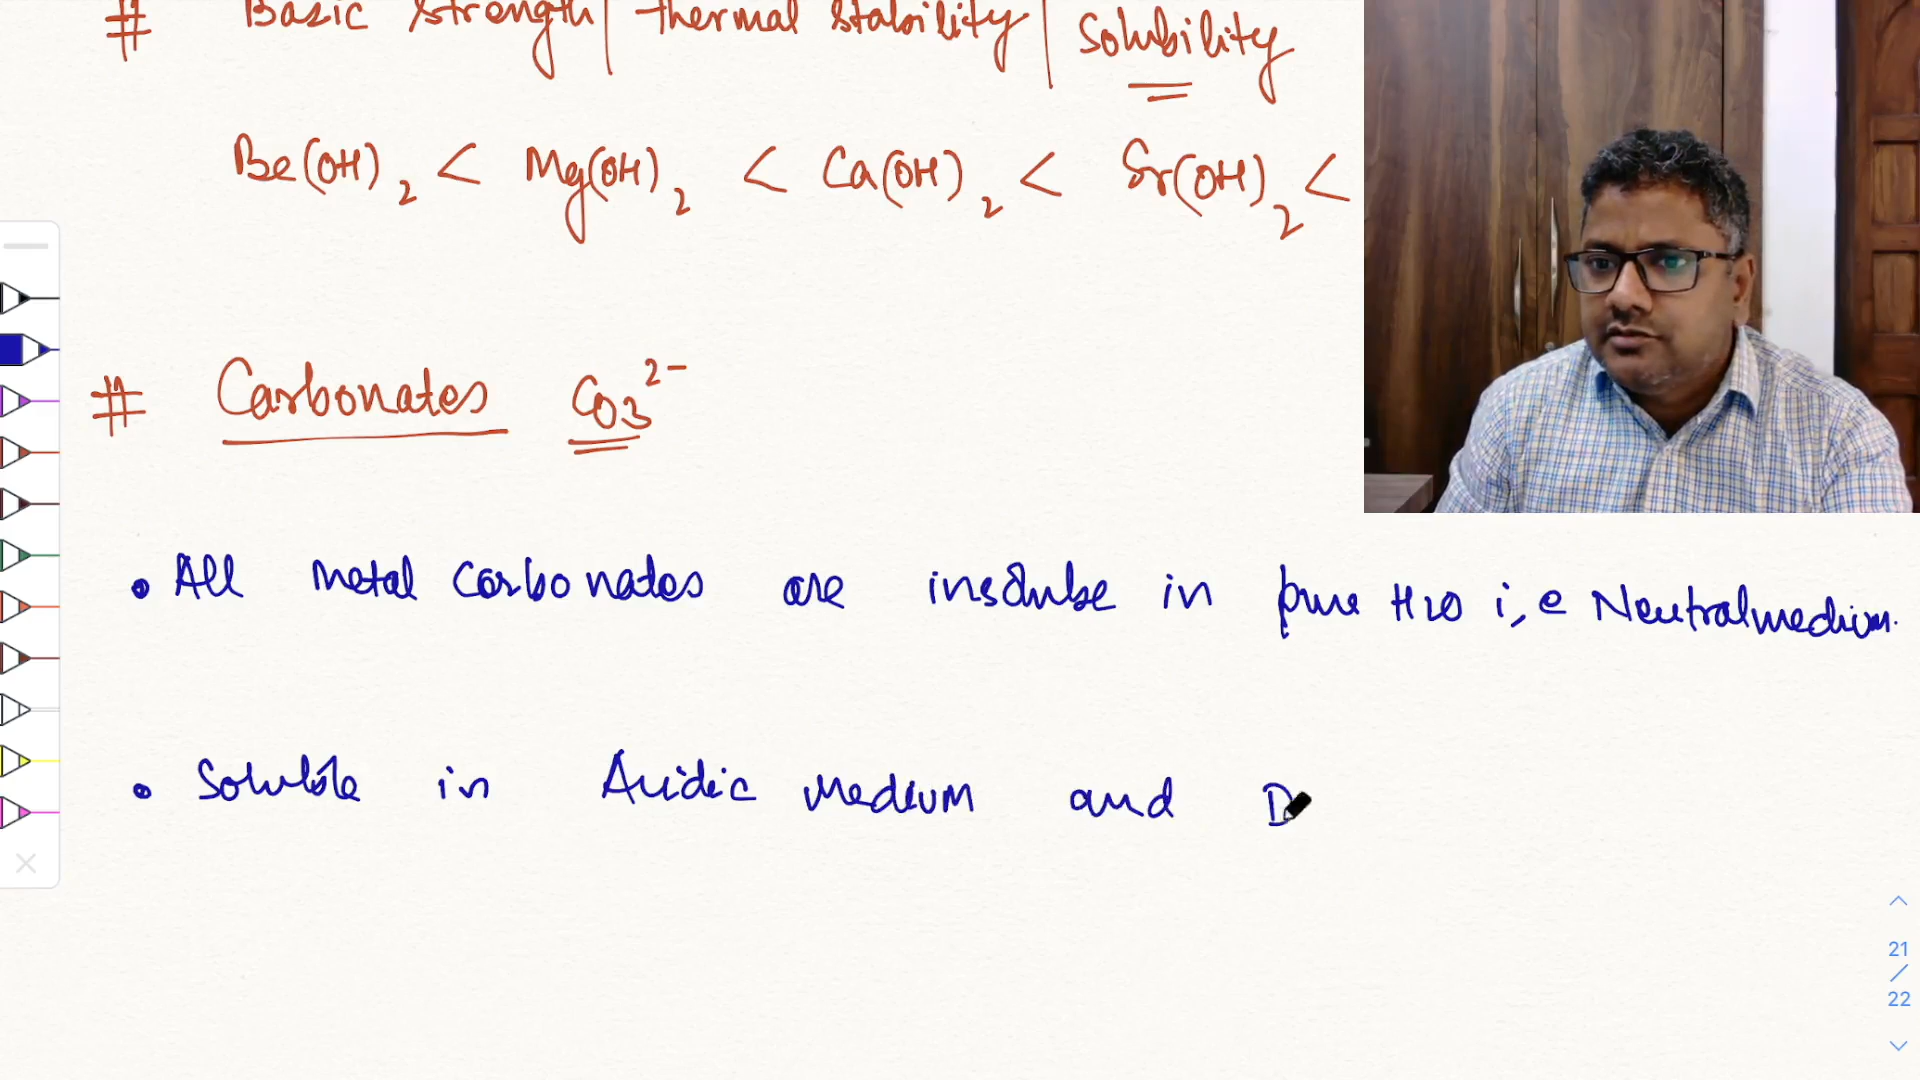 # Basic strength | thermal stability | Solubility
Be(OH)2 < Mg(OH)2 < Ca(OH)2 < Sr(OH)2 <
# Carbonates CO3 2-
• All metal carbonates are insoluble in pure H2O i,e Neutral medium.
• Soluble in Acidic Medium and D
21
/
22